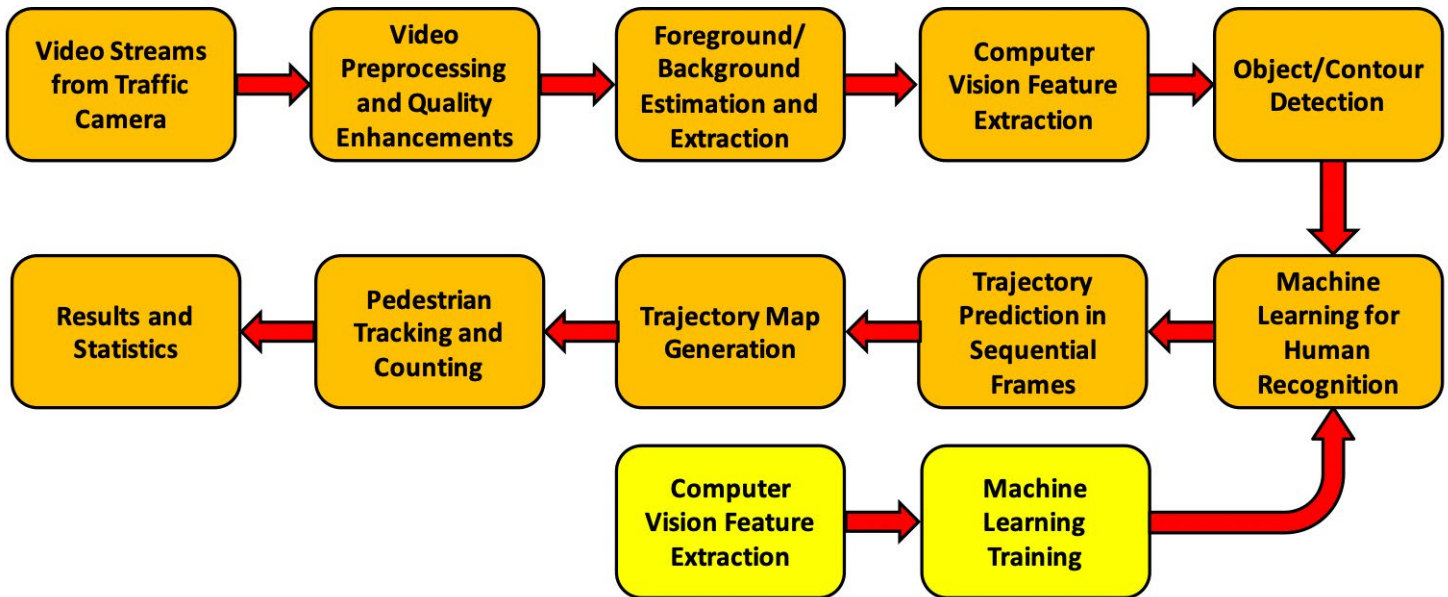 Video Streams
from Traffic
Camera
Video
Preprocessing
and Quality
Enhancements
Foreground/
Background
Estimation and
Extraction
Computer
Vision Feature
Extraction
Object/Contour
Detection
Machine
Learning for
Human
Recognition
Trajectory
Prediction in
Sequential
Frames
Trajectory Map
Generation
Pedestrian
Tracking and
Counting
Results and
Statistics
Computer
Vision Feature
Extraction
Machine
Learning
Training